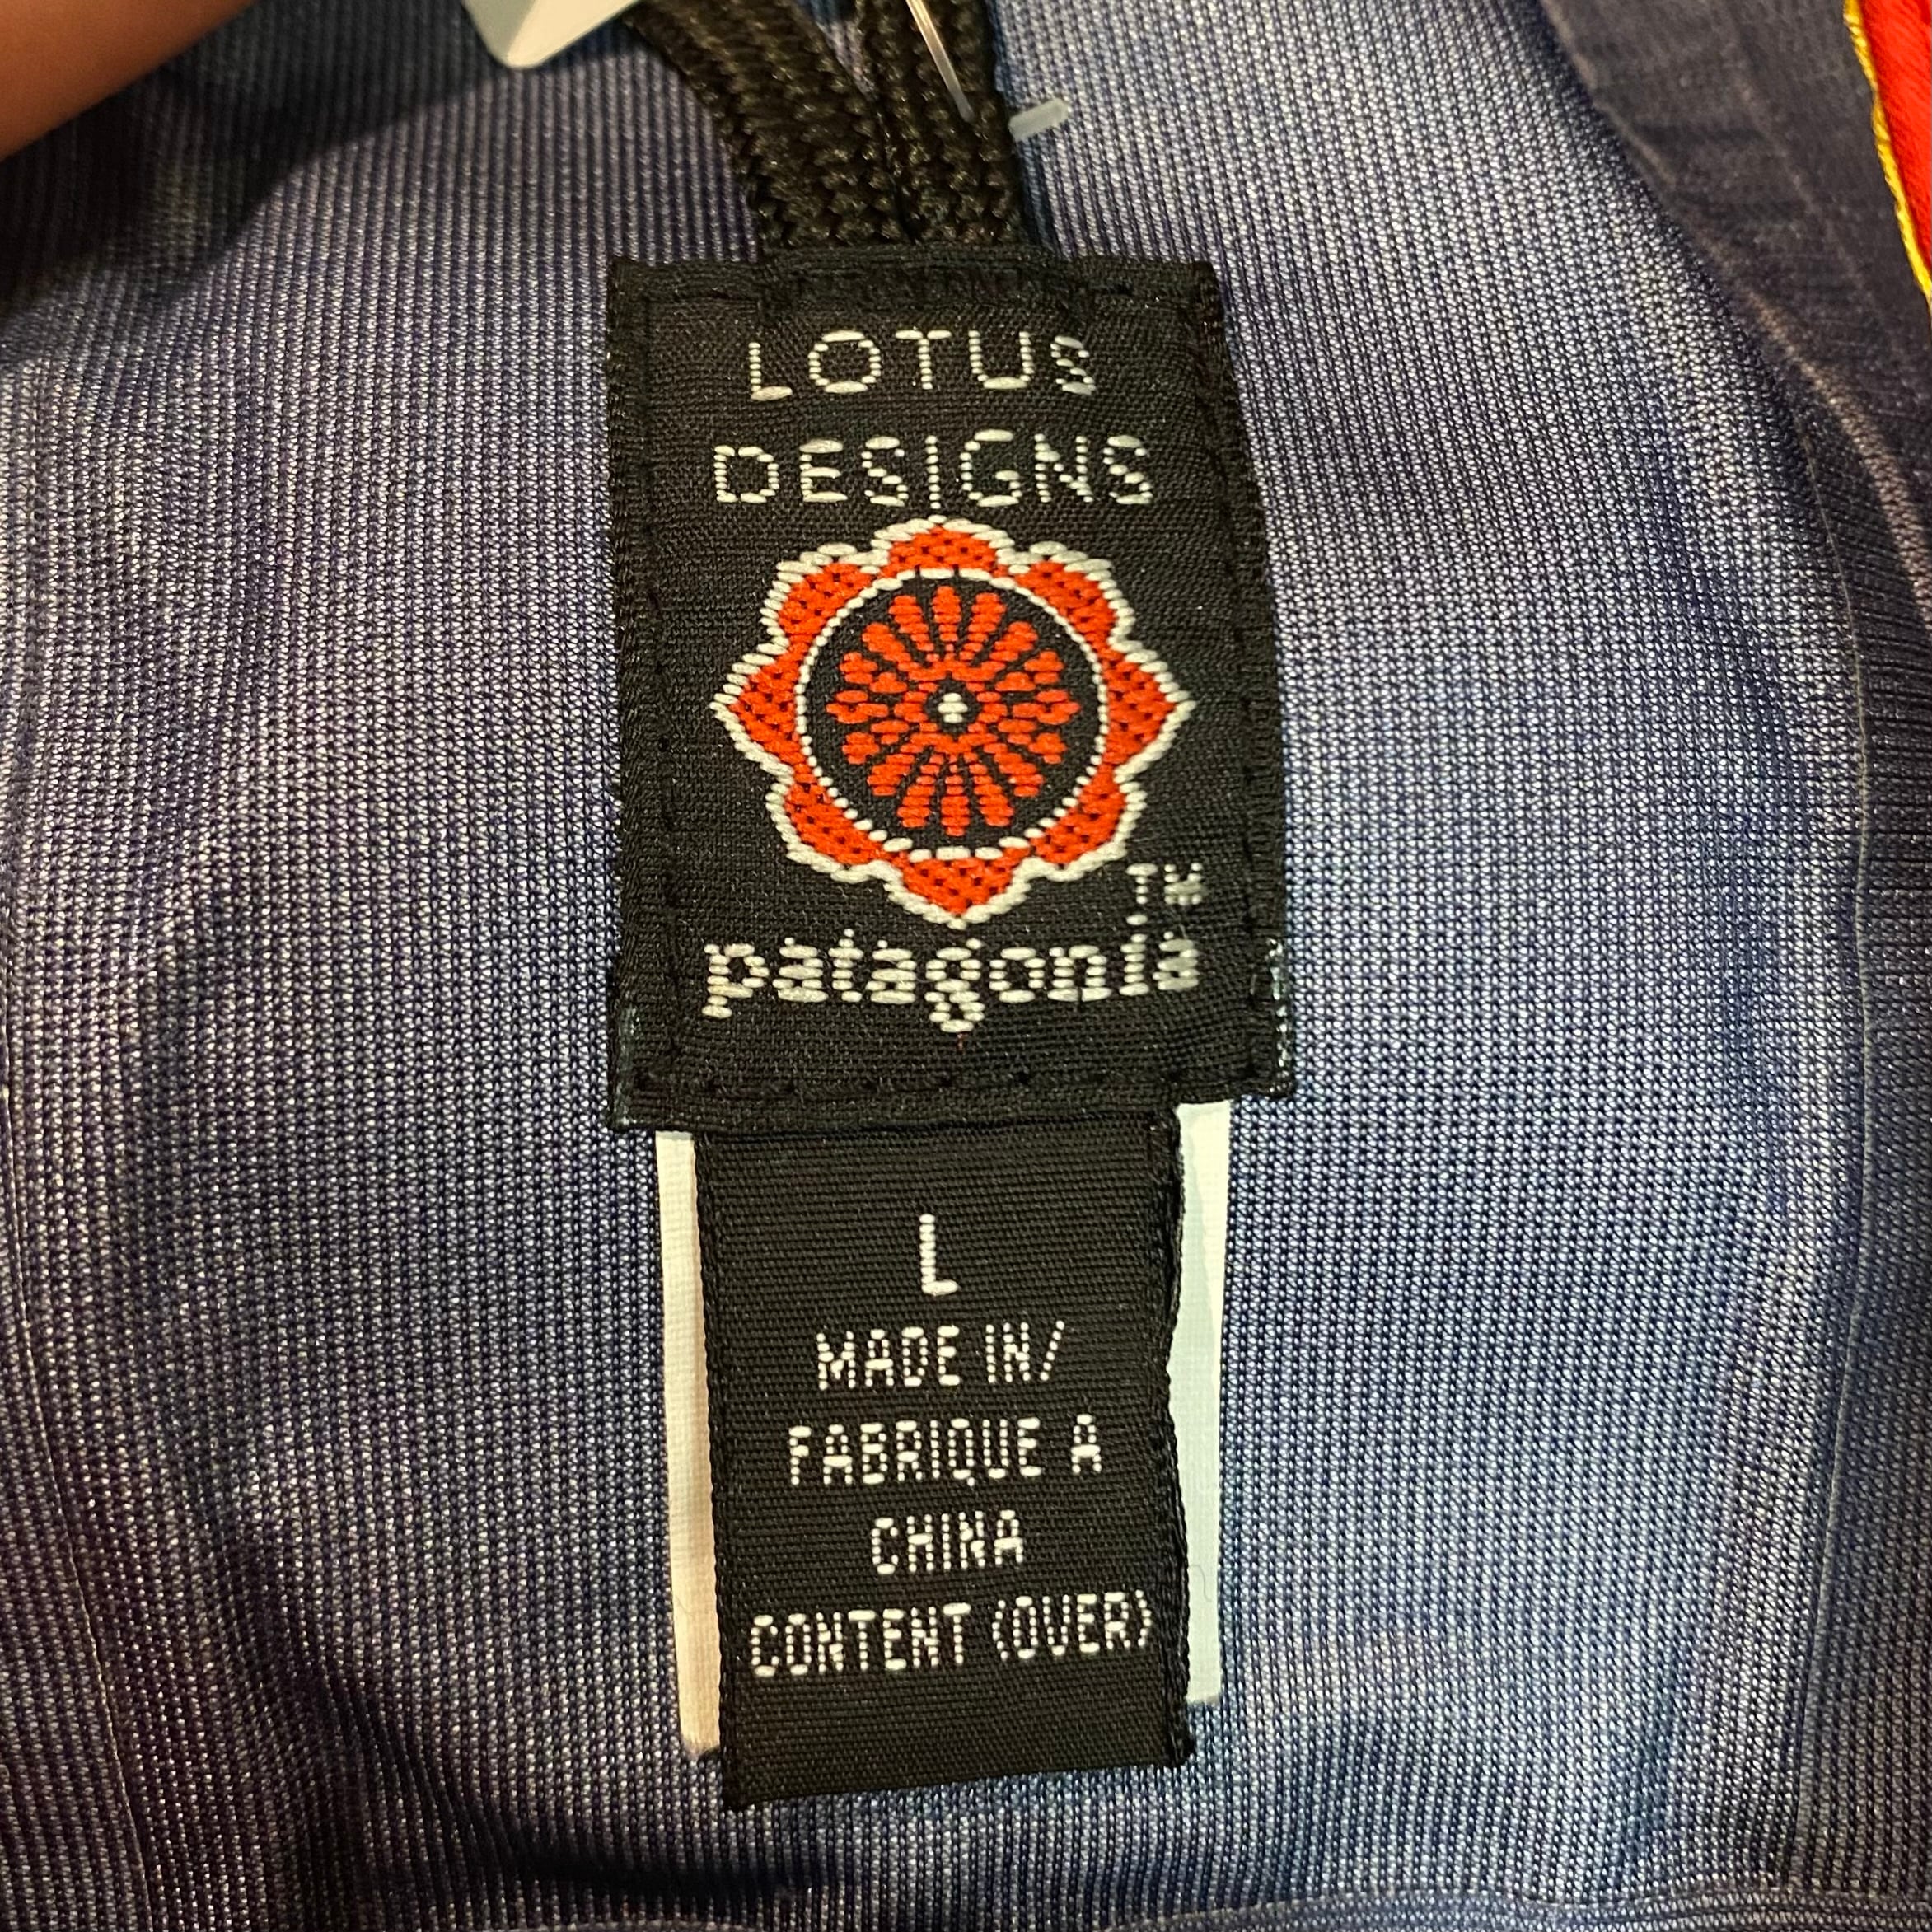 LOTUS
DESIGNS
TM
patagonia
L
MADE IN/
FABRIQUE A
CHINA
CONTENT (OVER)